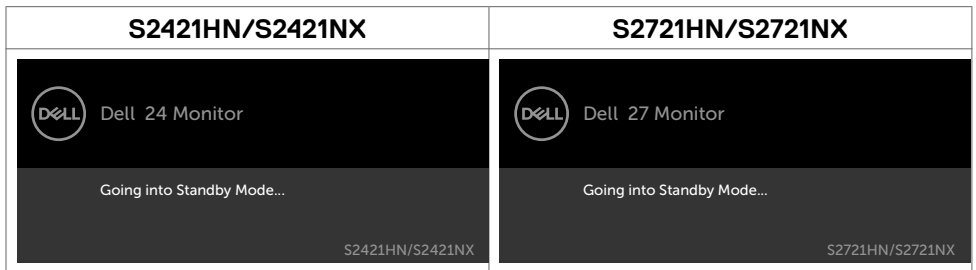 S2421HN/S2421NX
S2721HN/S2721NX
DELL
Dell 24 Monitor
Going into Standby Mode...
S2421HN/S2421NX
DELL
Dell 27 Monitor
Going into Standby Mode...
S2721HN/S2721NX